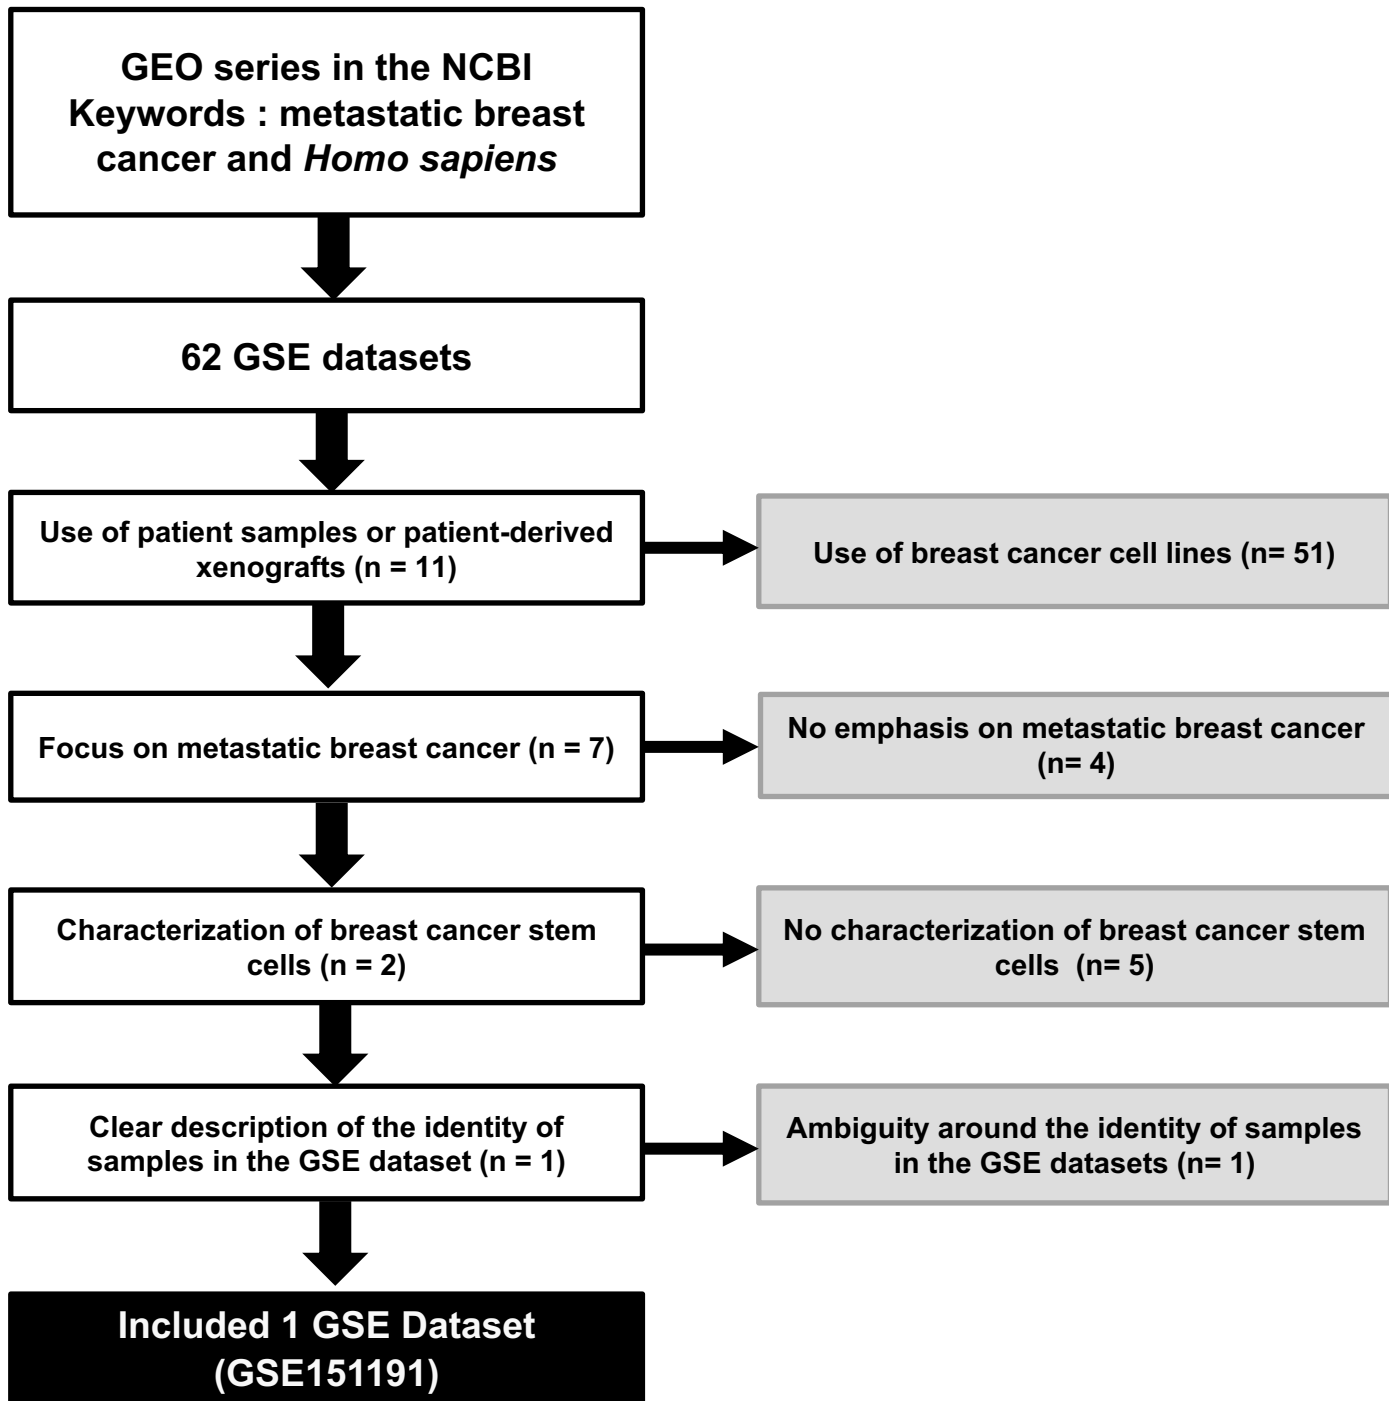 GEO series in the NCBI
Keywords : metastatic breast
cancer and Homo sapiens
62 GSE datasets
Use of patient samples or patient-derived
xenografts (n = 11)
Use of breast cancer cell lines (n= 51)
Focus on metastatic breast cancer (n = 7)
No emphasis on metastatic breast cancer
(n= 4)
Characterization of breast cancer stem
cells (n = 2)
No characterization of breast cancer stem
cells  (n= 5)
Clear description of the identity of
samples in the GSE dataset (n = 1)
Ambiguity around the identity of samples
in the GSE datasets (n= 1)
Included 1 GSE Dataset
(GSE151191)